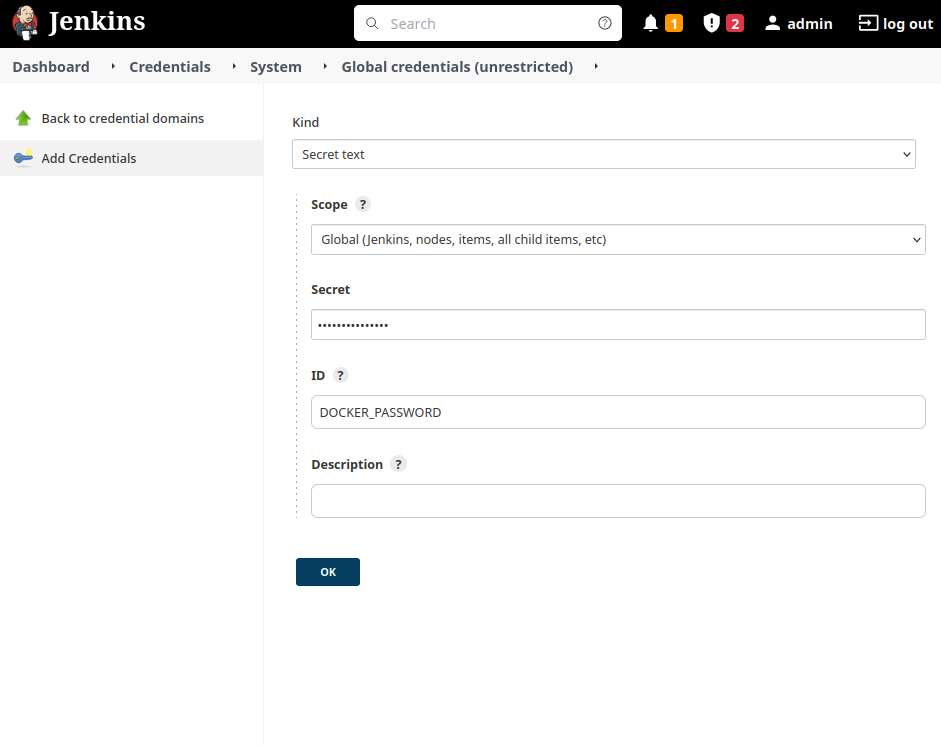 Jenkins
Search
1
2
admin
log out
Dashboard
Credentials
System
Global credentials (unrestricted)
Back to credential domains
Add Credentials
Kind
Secret text
Scope ?
Global (Jenkins, nodes, items, all child items, etc)
Secret
•••••••••••••••
ID ?
DOCKER_PASSWORD
Description ?
OK